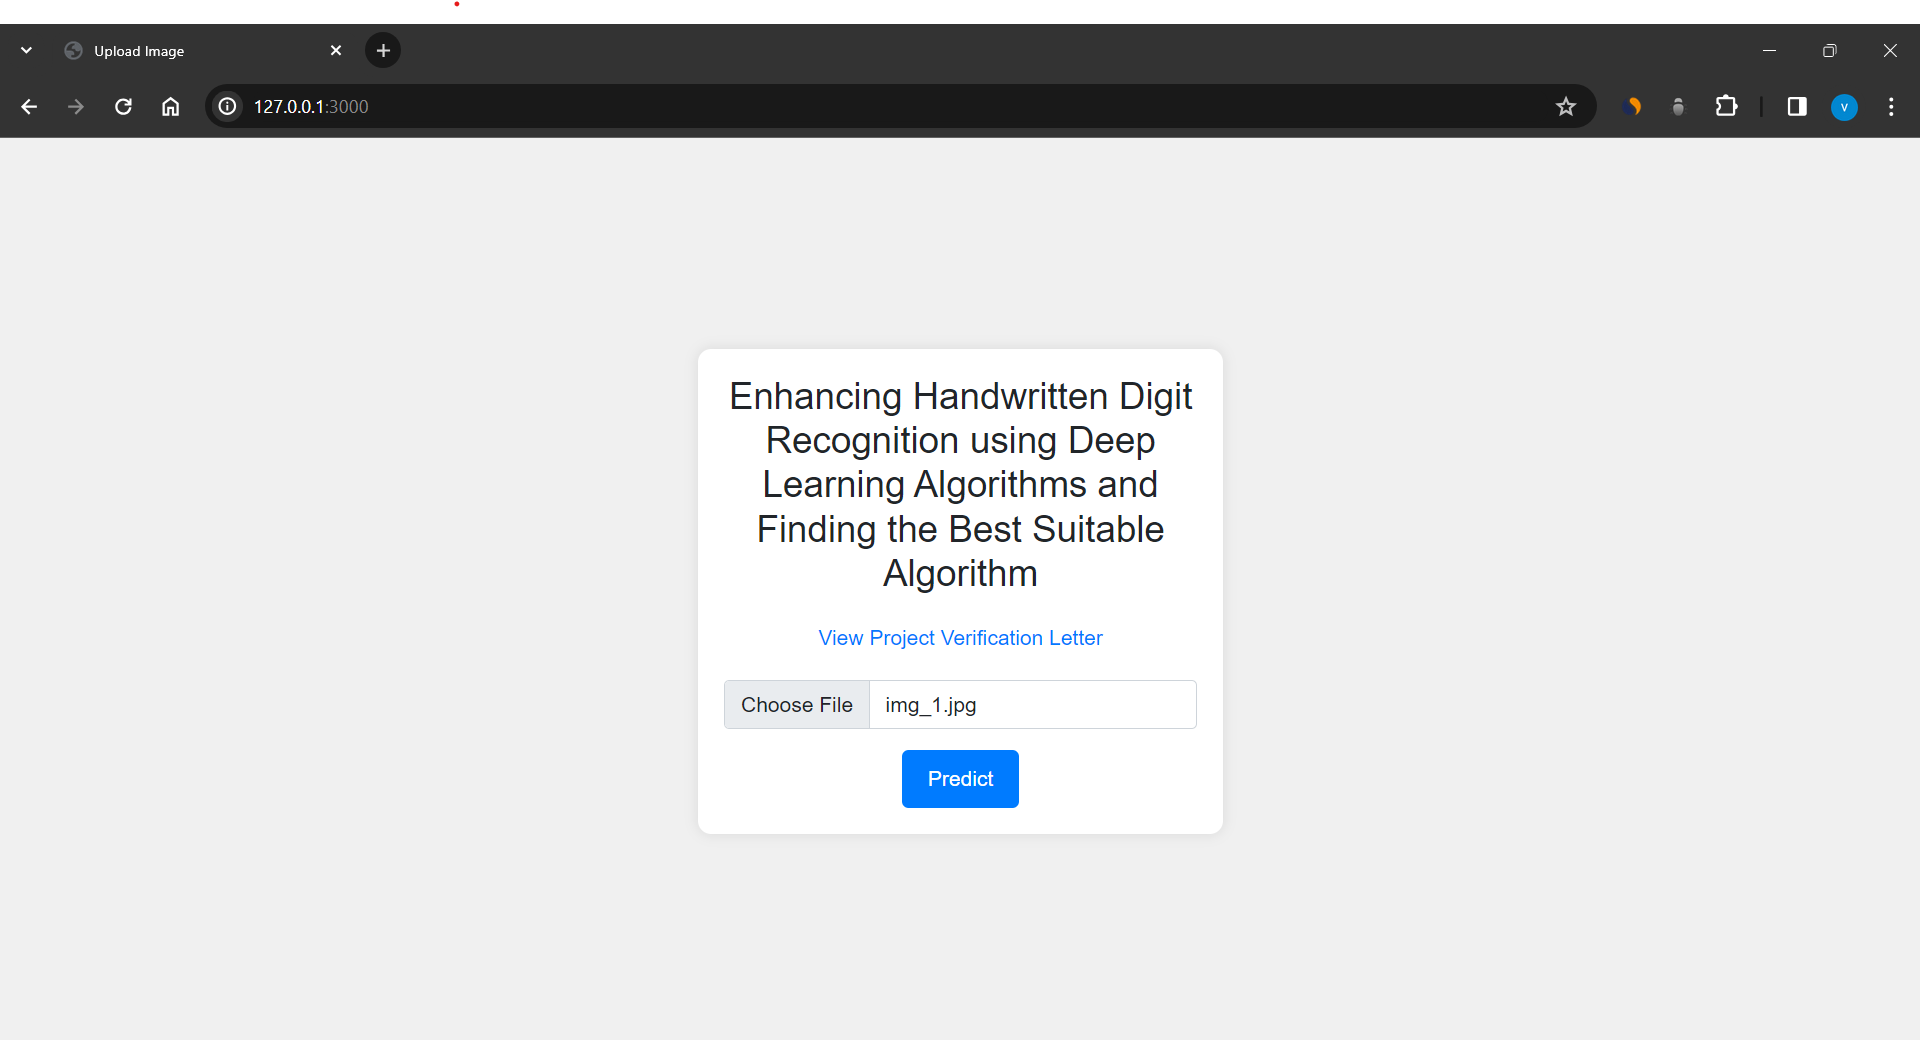 Upload Image
127.0.0.1:3000
V
Enhancing Handwritten Digit
Recognition using Deep
Learning Algorithms and
Finding the Best Suitable
Algorithm
View Project Verification Letter
Choose File img_1.jpg
Predict